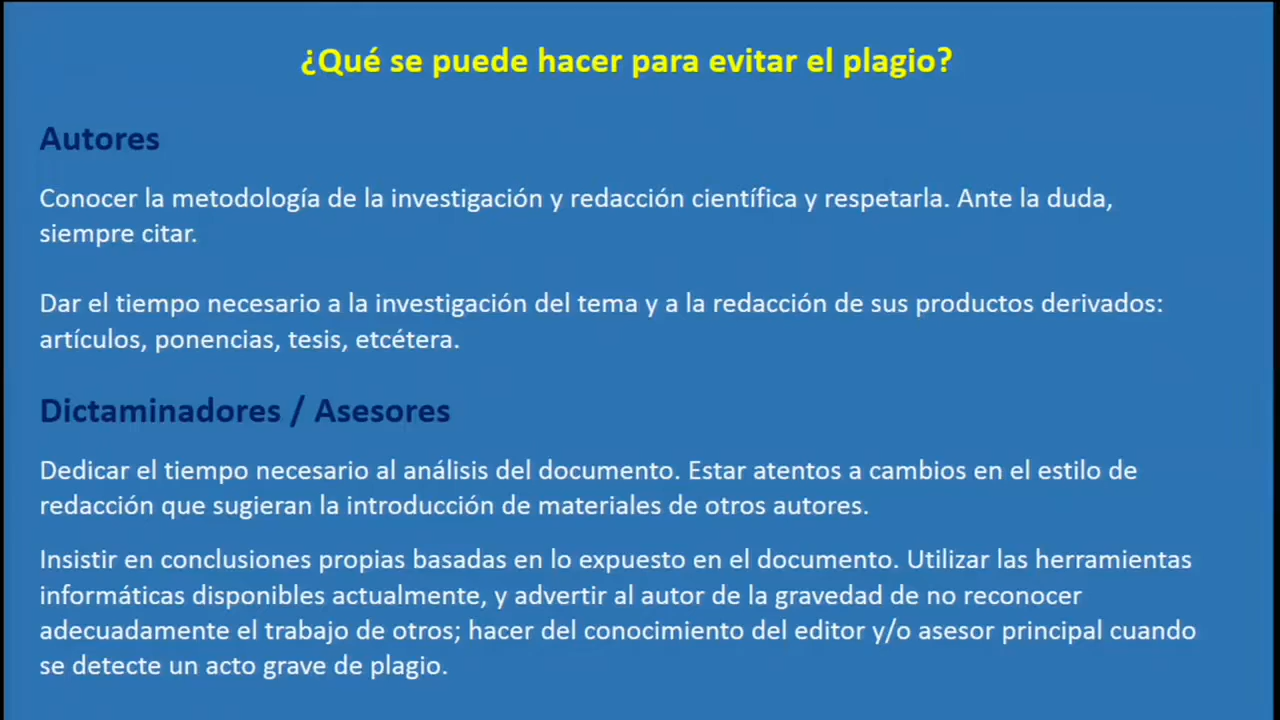 ¿Qué se puede hacer para evitar el plagio?
Autores
Conocer la metodología de la investigación y redacción científica y respetarla. Ante la duda,
siempre citar.
Dar el tiempo necesario a la investigación del tema y a la redacción de sus productos derivados:
artículos, ponencias, tesis, etcétera.
Dictaminadores / Asesores
Dedicar el tiempo necesario al análisis del documento. Estar atentos a cambios en el estilo de
redacción que sugieran la introducción de materiales de otros autores.
Insistir en conclusiones propias basadas en lo expuesto en el documento. Utilizar las herramientas
informáticas disponibles actualmente, y advertir al autor de la gravedad de no reconocer
adecuadamente el trabajo de otros; hacer del conocimiento del editor y/o asesor principal cuando
se detecte un acto grave de plagio.